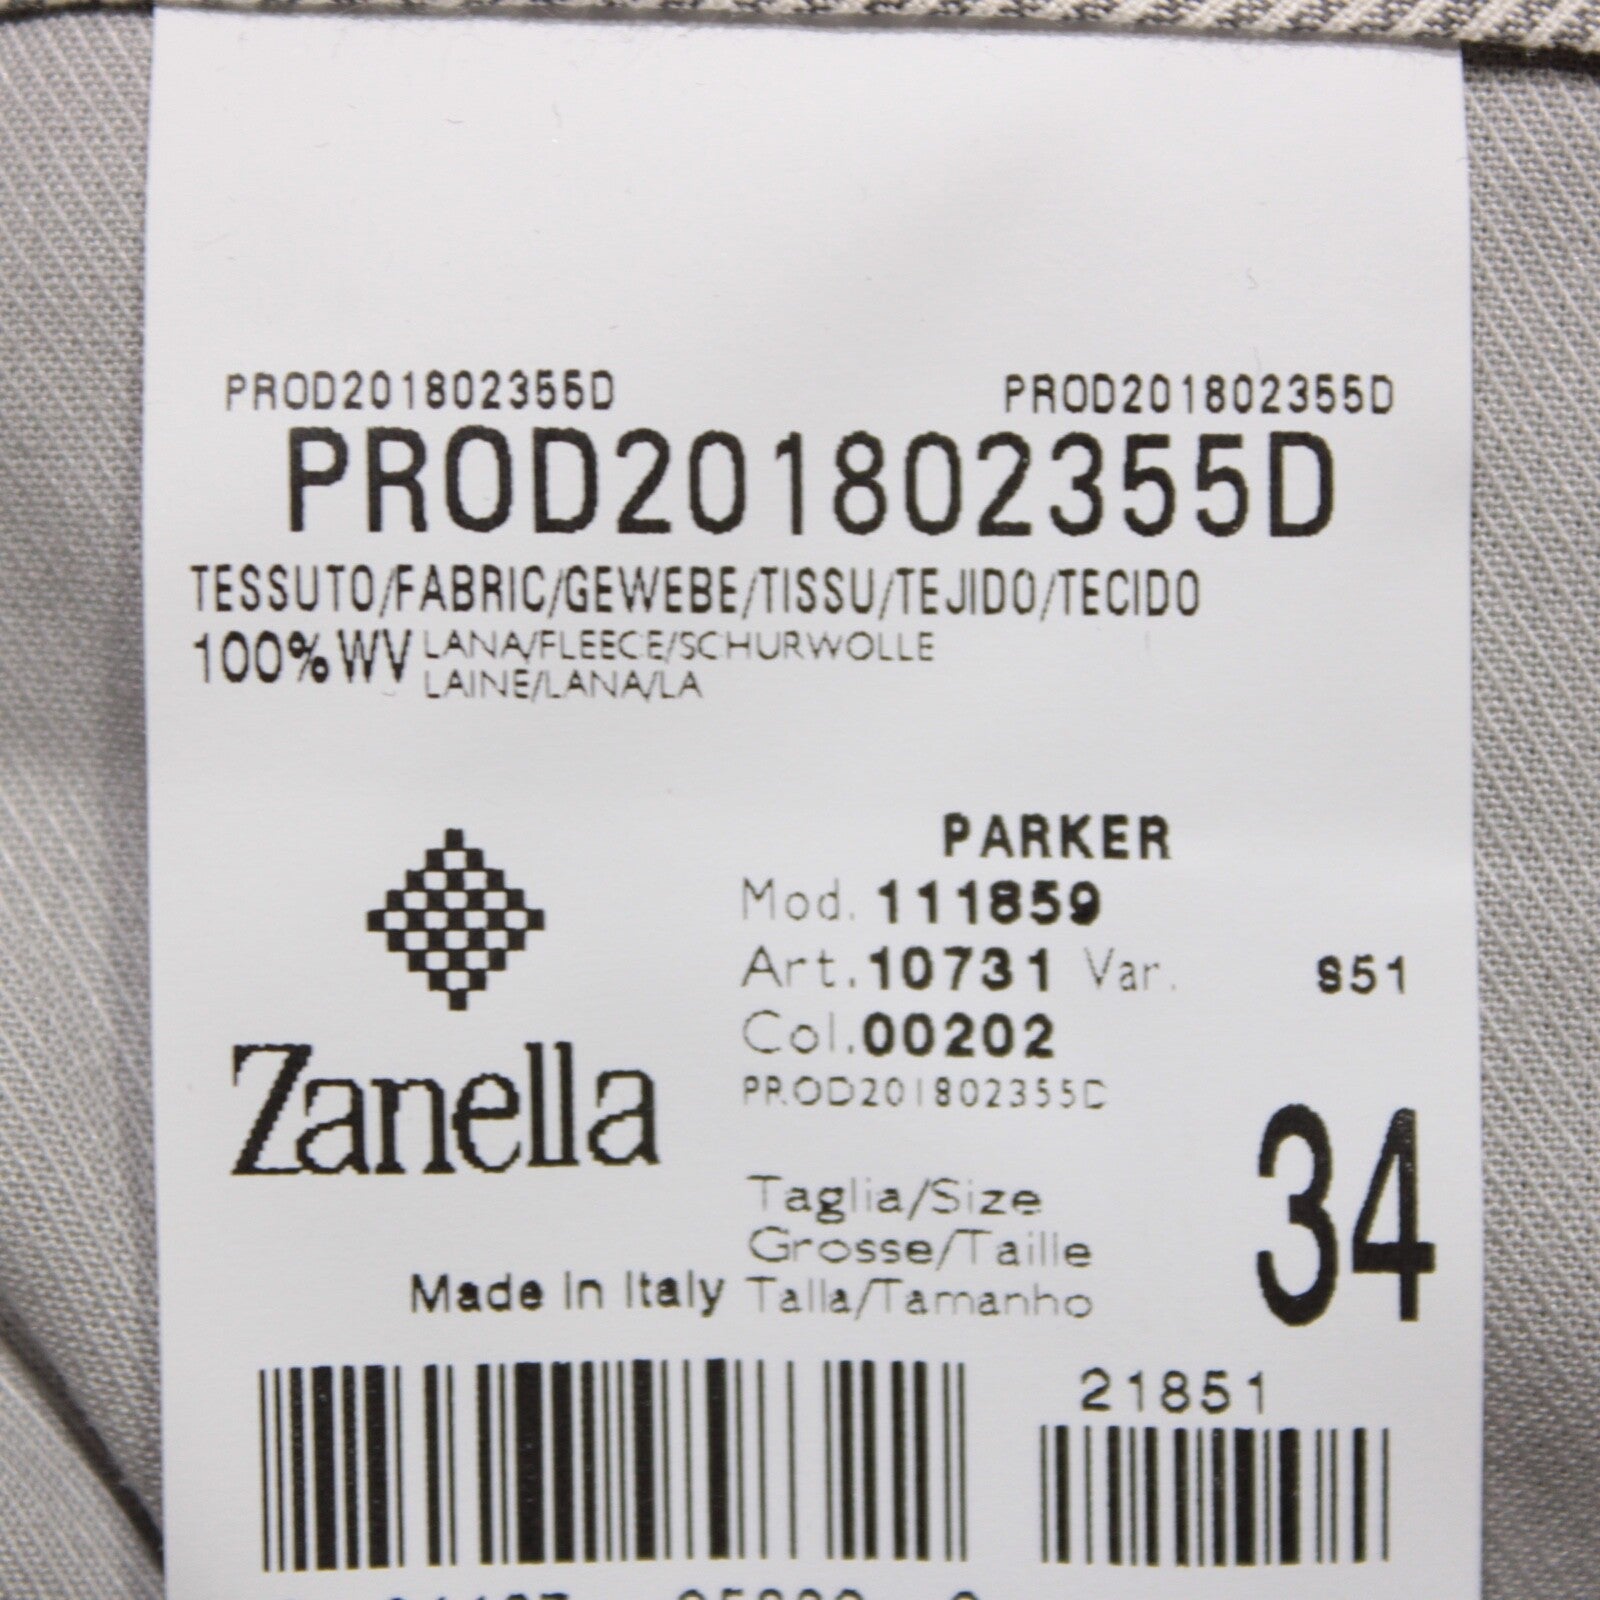 PROD201802355D PROD201802355D
PROD201802355D
TESSUTO/FABRIC/GEWEBE/TISSU/TEJIDO/TECIDO
100% WV LANA/FLEECE/SCHURWOLLE
LAINE/LANA/LA
PARKER
Mod. 111859
Art. 10731 Var. 851
Col. 00202
PROD201802355D
Zanella
34
Taglia/Size
Grosse/Taille
Made In Italy Talla/Tamanho
21851